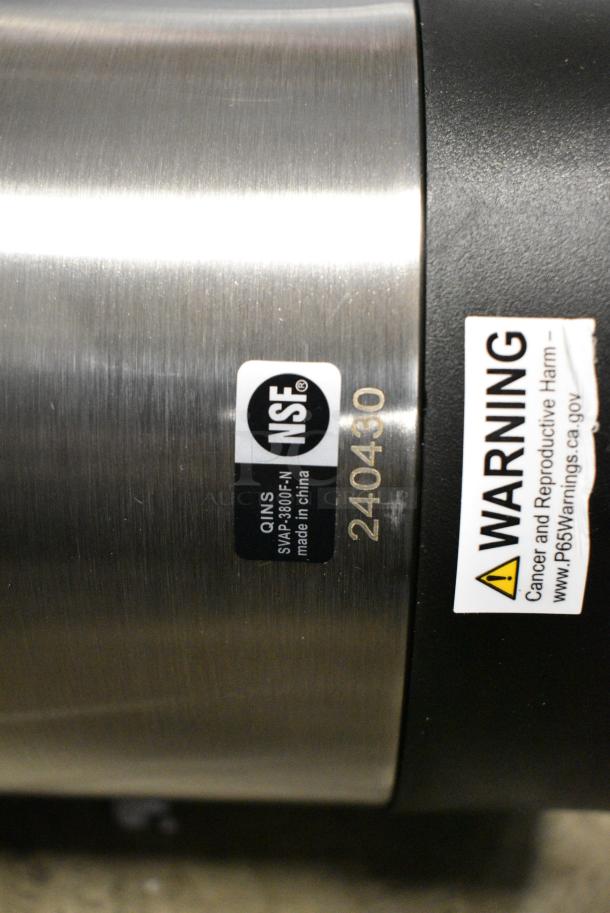 NSF®
QINS
SVAP-3800F-N
made in china
240430
WARNING
Cancer and Reproductive Harm –
www.P65Warnings.ca.gov